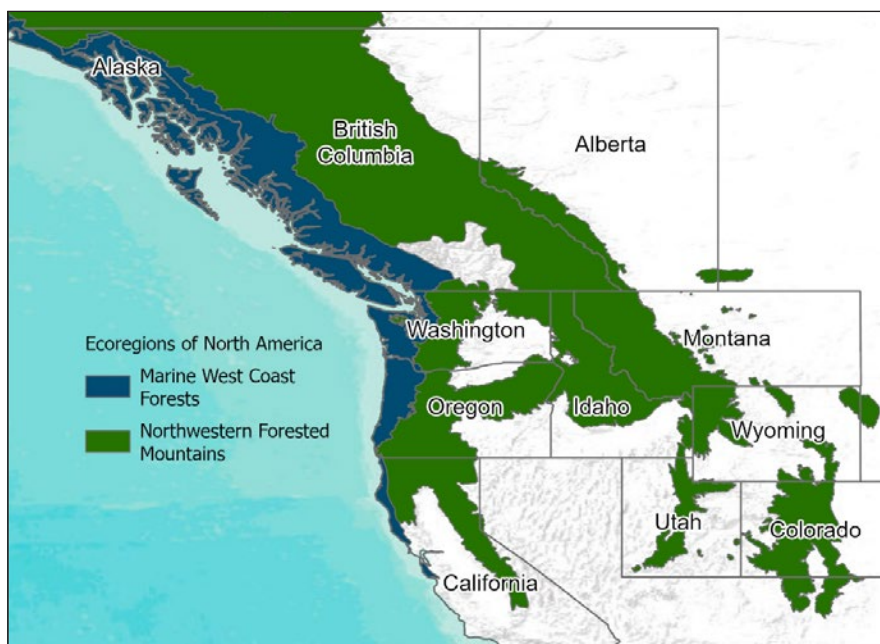 Alaska
British
Columbia
Alberta
Ecoregions of North America
Marine West Coast
Forests
Northwestern Forested
Mountains
Washington
Montana
Oregon
Idaho
Wyoming
Utah
Colorado
California